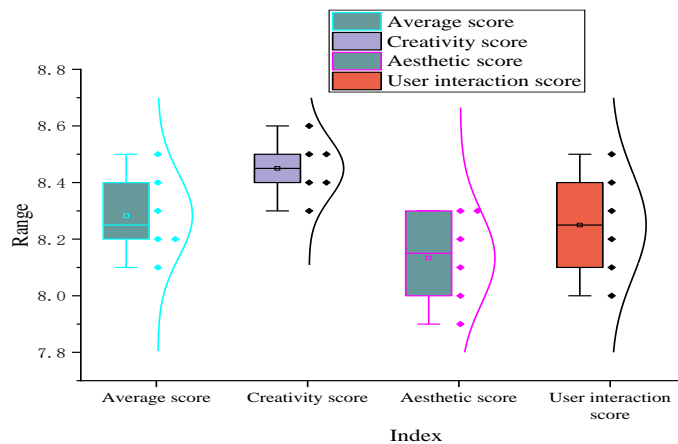 Average score
Creativity score
Aesthetic score
User interaction score
8.8
8.6
8.4
8.2
8.0
7.8
Range
Average score
Creativity score
Aesthetic score
User interaction
score
Index